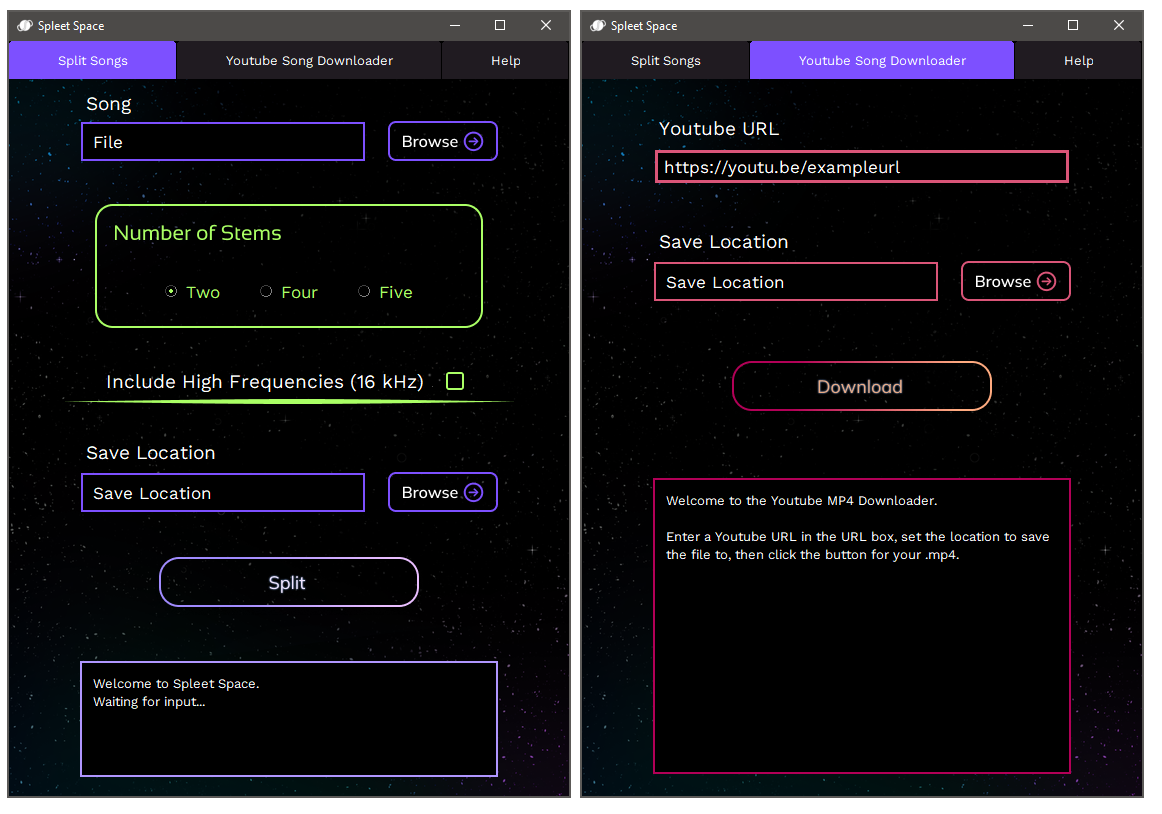 Spleet Space
Split Songs Youtube Song Downloader Help
Song
File
Browse
Number of Stems
Two Four Five
Include High Frequencies (16 kHz)
Save Location
Save Location
Browse
Split
Welcome to Spleet Space.
Waiting for input...
Spleet Space
Split Songs Youtube Song Downloader Help
Youtube URL
https://youtu.be/exampleurl
Save Location
Save Location
Browse
Download
Welcome to the Youtube MP4 Downloader.
Enter a Youtube URL in the URL box, set the location to save
the file to, then click the button for your .mp4.